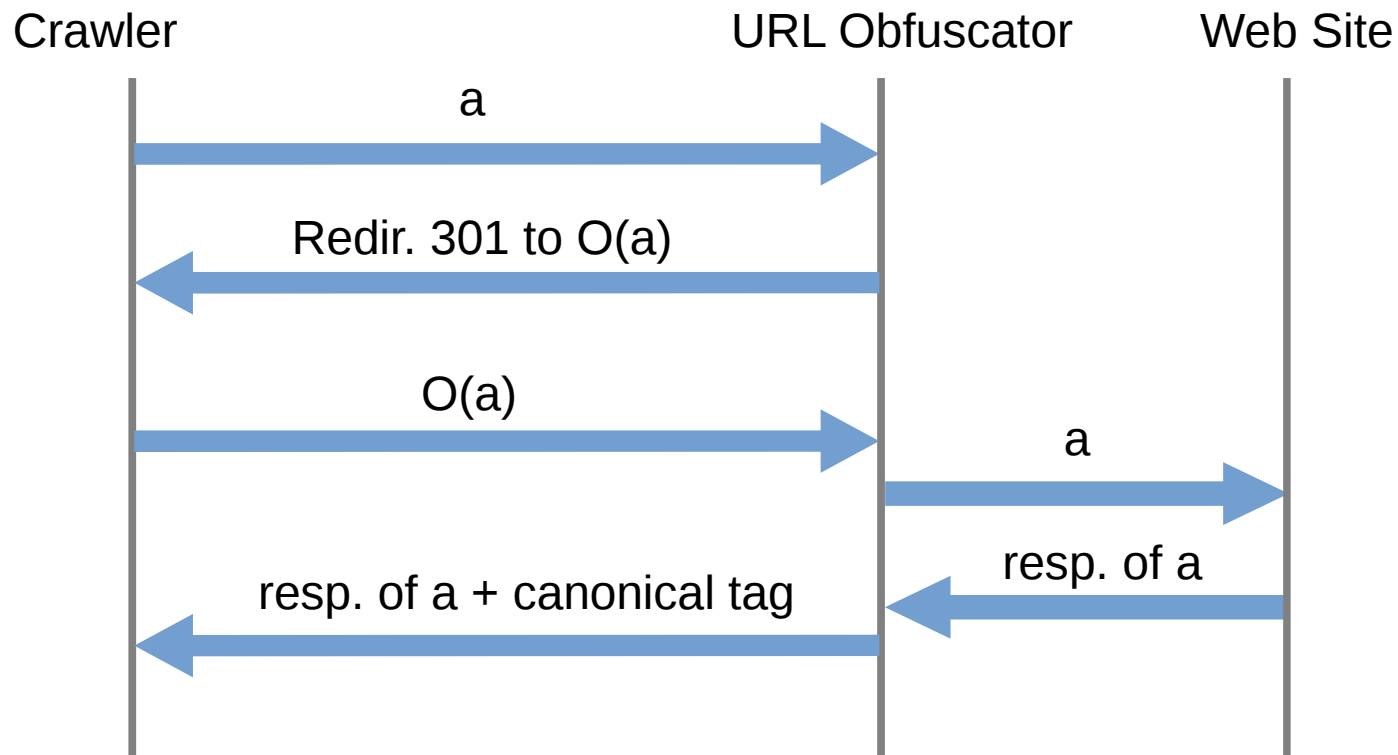 Crawler
URL Obfuscator
Web Site
a
Redir. 301 to O(a)
O(a)
a
resp. of a
resp. of a + canonical tag